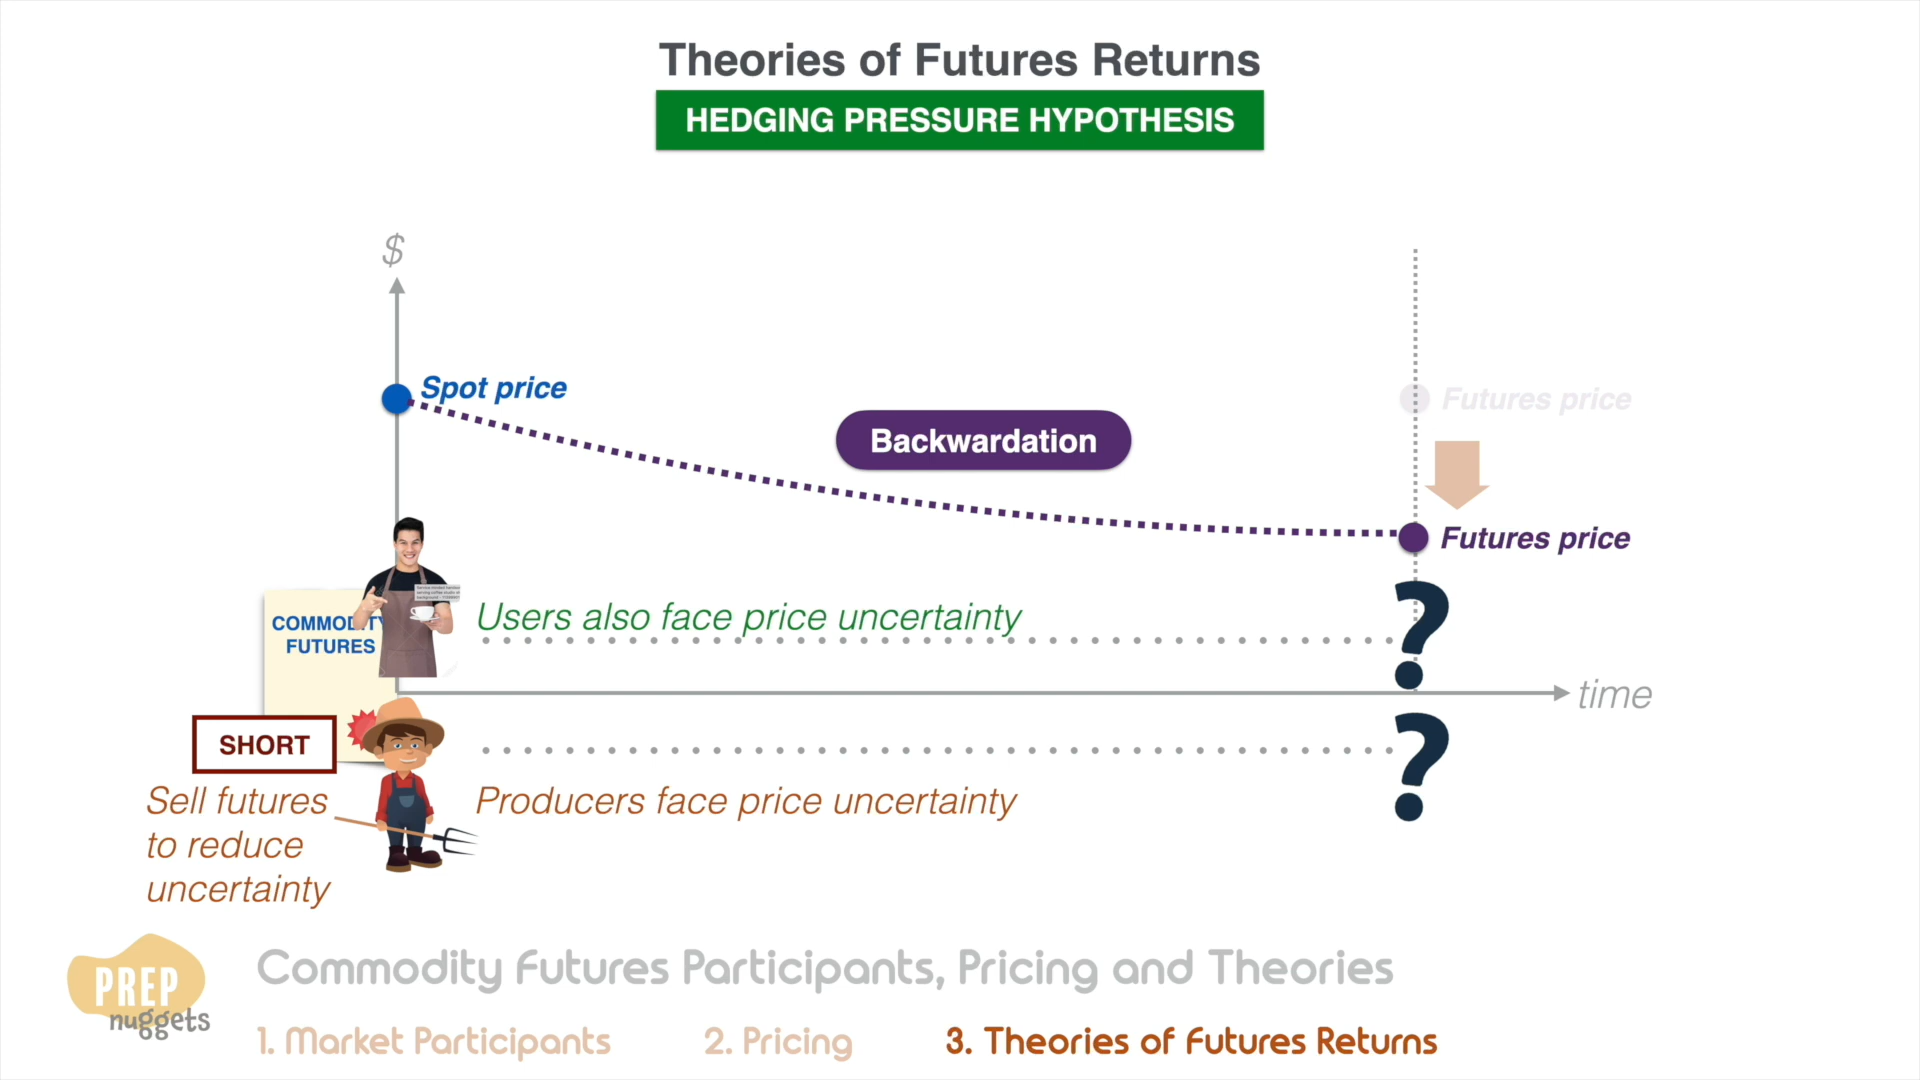 Theories of Futures Returns
HEDGING PRESSURE HYPOTHESIS
$
Spot price
Futures price
Backwardation
Futures price
COMMODITY
FUTURES
Users also face price uncertainty
?
time
SHORT
?
Sell futures
to reduce
uncertainty
Producers face price uncertainty
PREP
nuggets
Commodity Futures Participants, Pricing and Theories
1. Market Participants
2. Pricing
3. Theories of Futures Returns